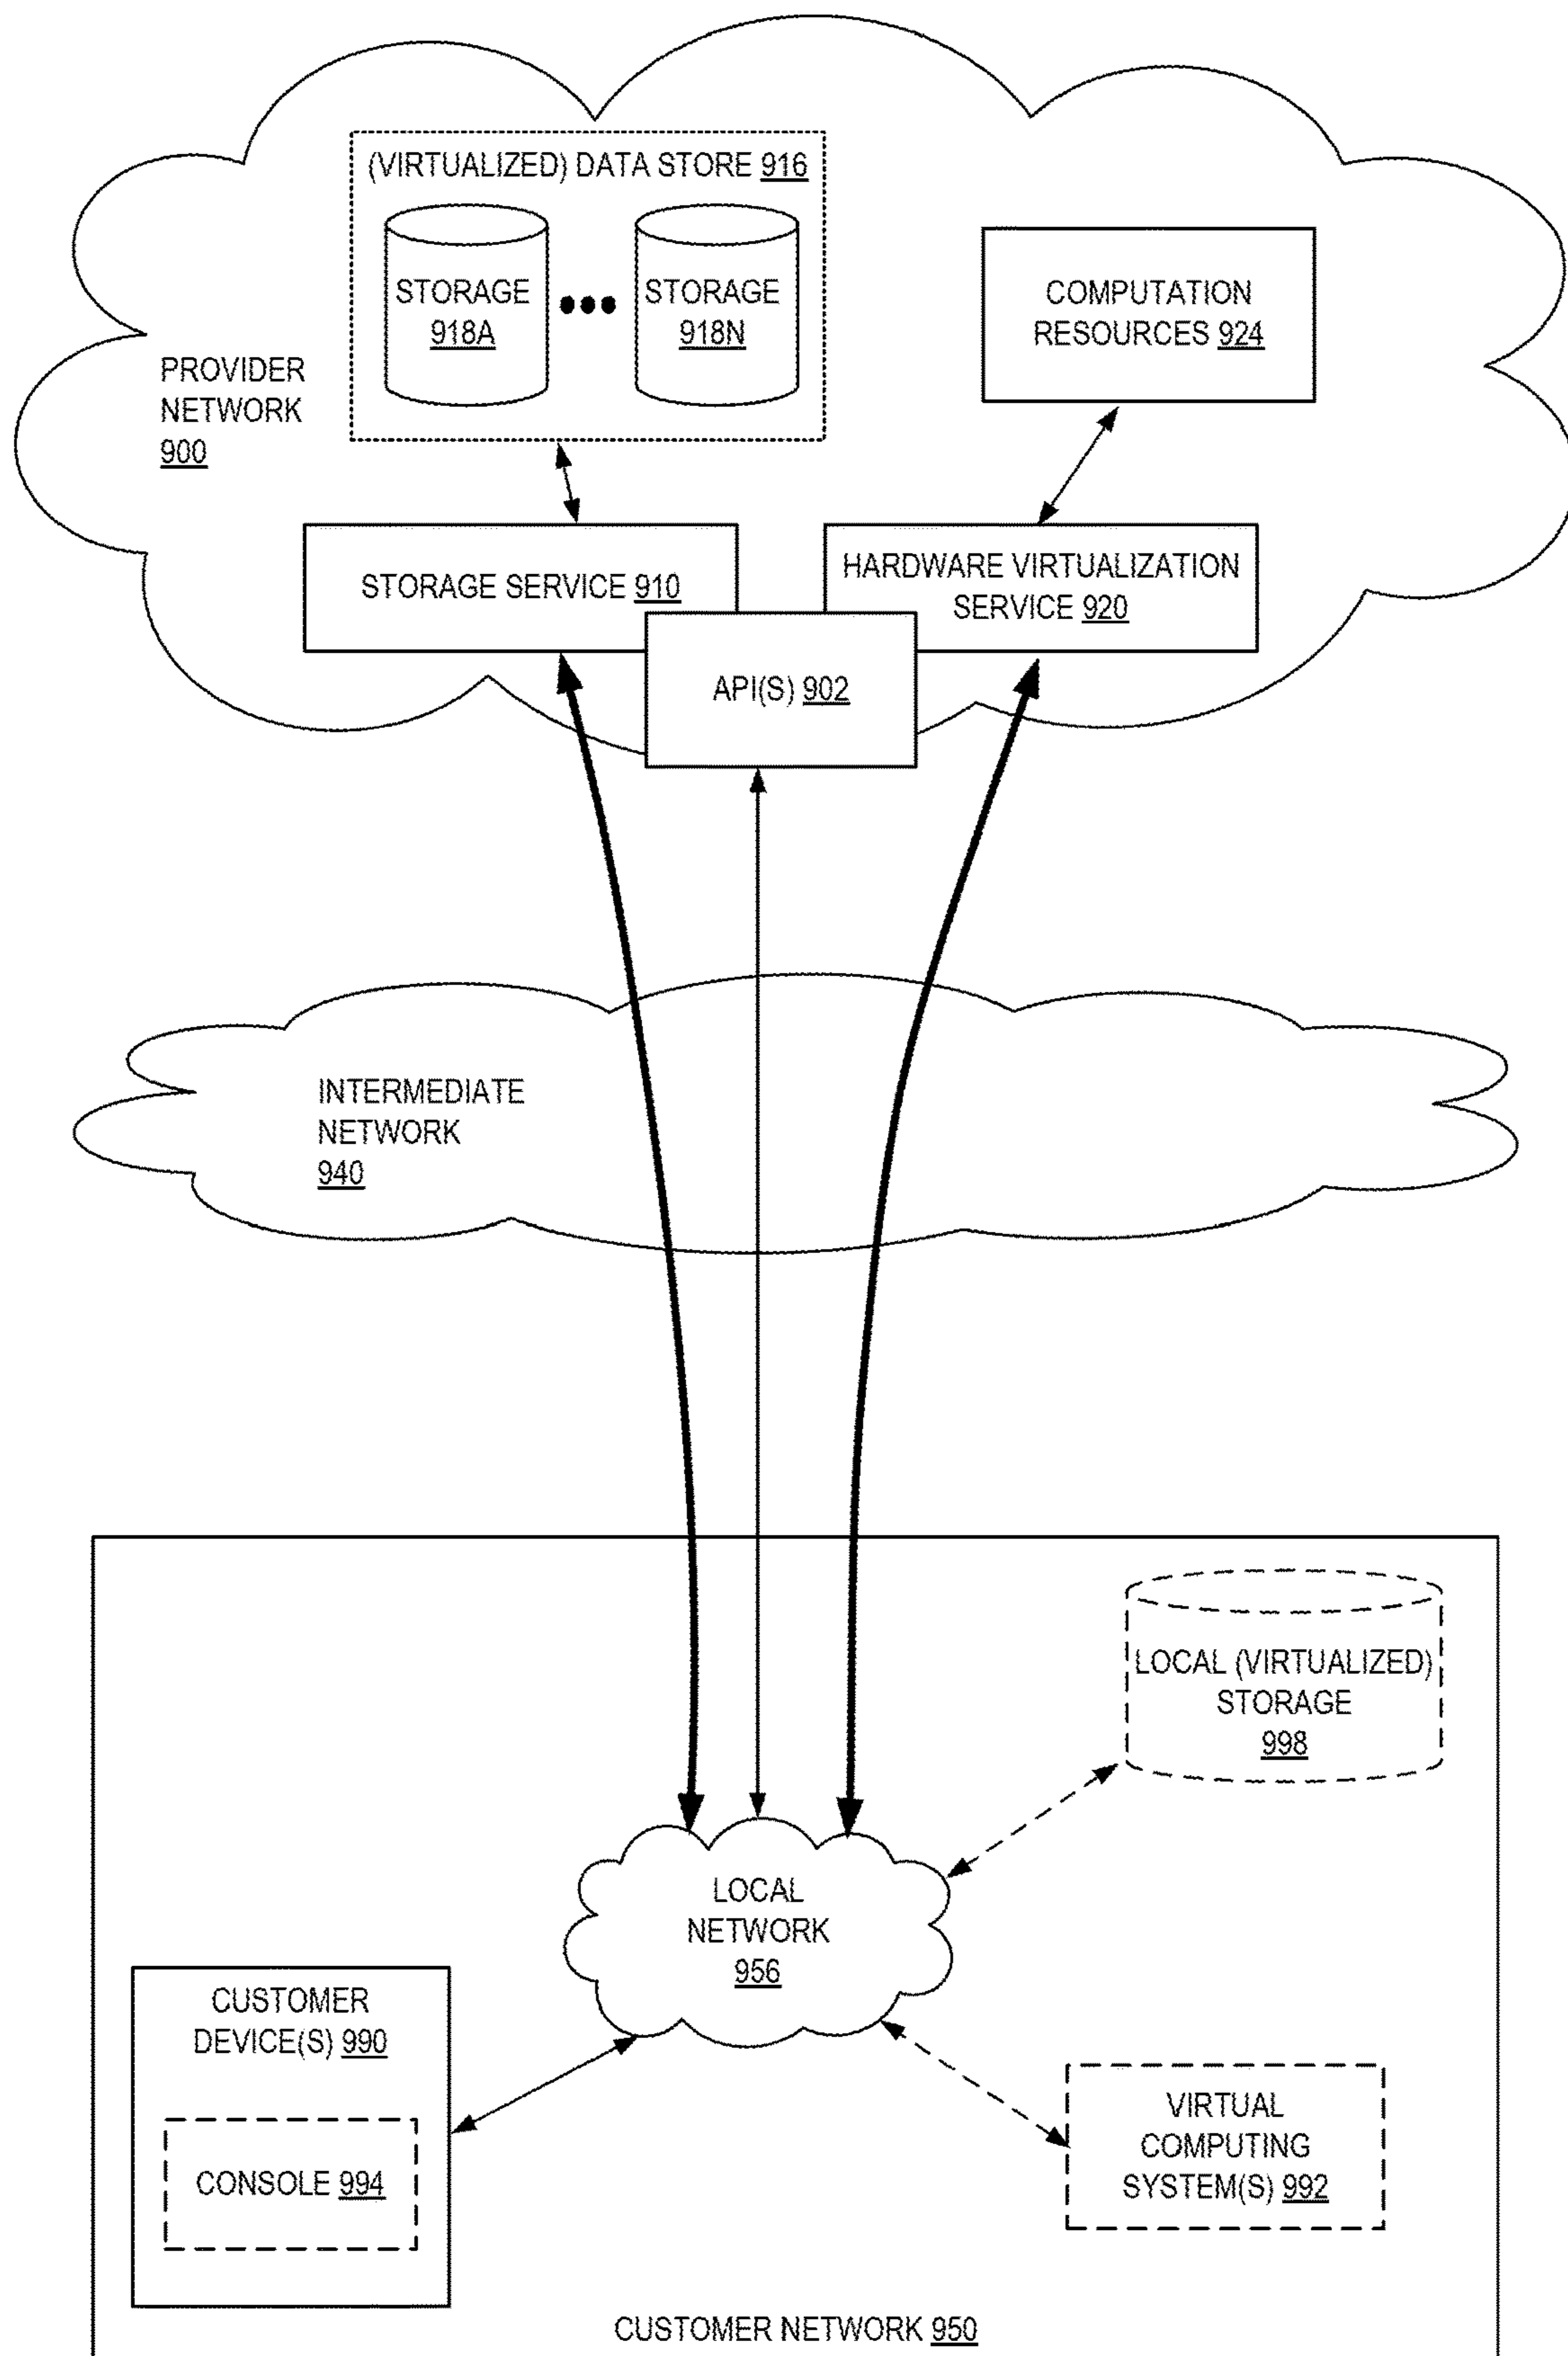 (VIRTUALIZED) DATA STORE 916
STORAGE
918A
STORAGE
918N
COMPUTATION
RESOURCES 924
PROVIDER
NETWORK
900
STORAGE SERVICE 910
HARDWARE VIRTUALIZATION
SERVICE 920
API(S) 902
INTERMEDIATE
NETWORK
940
LOCAL (VIRTUALIZED)
STORAGE
998
LOCAL
NETWORK
956
CUSTOMER
DEVICE(S) 990
CONSOLE 994
VIRTUAL
COMPUTING
SYSTEM(S) 992
CUSTOMER NETWORK 950